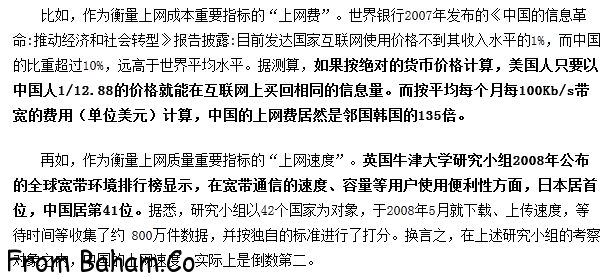 比如，作为衡量上网成本重要指标的“上网费”。世界银行2007年发布的《中国的信息革
命:推动经济和社会转型》报告披露:目前发达国家互联网使用价格不到其收入水平的1%，而中国
的比重超过10%，远高于世界平均水平。据测算，如果按绝对的货币价格计算，美国人只要以
中国人1/12.88的价格就能在互联网上买回相同的信息量。而按平均每个月每100Kb/s带
宽的费用（单位美元）计算，中国的上网费居然是邻国韩国的135倍。
再如，作为衡量上网质量重要指标的“上网速度”。英国牛津大学研究小组2008年公布
的全球宽带环境排行榜显示，在宽带通信的速度、容量等用户使用便利性方面，日本居首
位，中国居第41位。据悉，研究小组以42个国家为对象，于2008年5月就下载、上传速度，等
待时间等收集了约 800万件数据，并按独自的标准进行了打分。换言之，在上述研究小组的考察
对象之中，中国的上网速度，实际上是倒数第二。
From Baham.Co